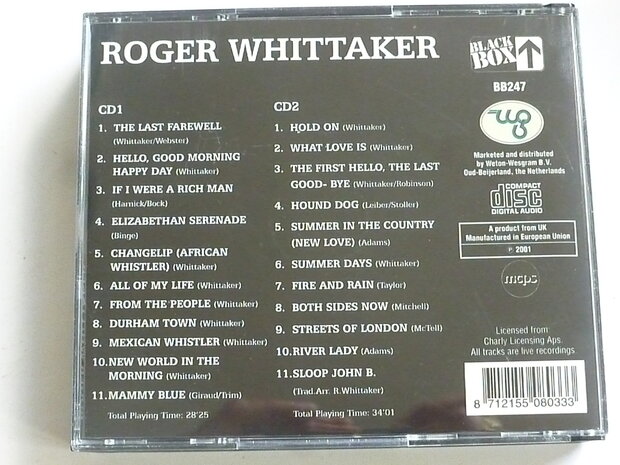 ROGER WHITTAKER
BLACK
BOX
BB247
CD1
1. THE LAST FAREWELL
(Whittaker/Webster)
2. HELLO, GOOD MORNING
HAPPY DAY (Whittaker)
3. IF I WERE A RICH MAN
(Harnick/Bock)
4. ELIZABETHAN SERENADE
(Binge)
5. CHANGELIP (AFRICAN
WHISTLER) (Whittaker)
6. ALL OF MY LIFE (Whittaker)
7. FROM THE PEOPLE (Whittaker)
8. DURHAM TOWN (Whittaker)
9. MEXICAN WHISTLER (Whittaker)
10. NEW WORLD IN THE
MORNING (Whittaker)
11. MAMMY BLUE (Giraud/Trim)
Total Playing Time: 28'25
CD2
1. HOLD ON (Whittaker)
2. WHAT LOVE IS (Whittaker)
3. THE FIRST HELLO, THE LAST
GOOD- BYE (Whittaker/Robinson)
4. HOUND DOG (Leiber/Stoller)
5. SUMMER IN THE COUNTRY
(NEW LOVE) (Adams)
6. SUMMER DAYS (Whittaker)
7. FIRE AND RAIN (Taylor)
8. BOTH SIDES NOW (Mitchell)
9. STREETS OF LONDON (McTell)
10. RIVER LADY (Adams)
11. SLOOP JOHN B.
(Trad.Arr. R.Whittaker)
Total Playing Time: 34'01
wg
Marketed and distributed
by Weton-Wesgram B.V.
Oud-Beijerland, the Netherlands
COMPACT
disc
DIGITAL AUDIO
A product from UK
Manufactured in European Union
℗ 2001
mcps
Licensed from
Charly Licensing Aps.
All tracks are live recordings
8 712155 080333